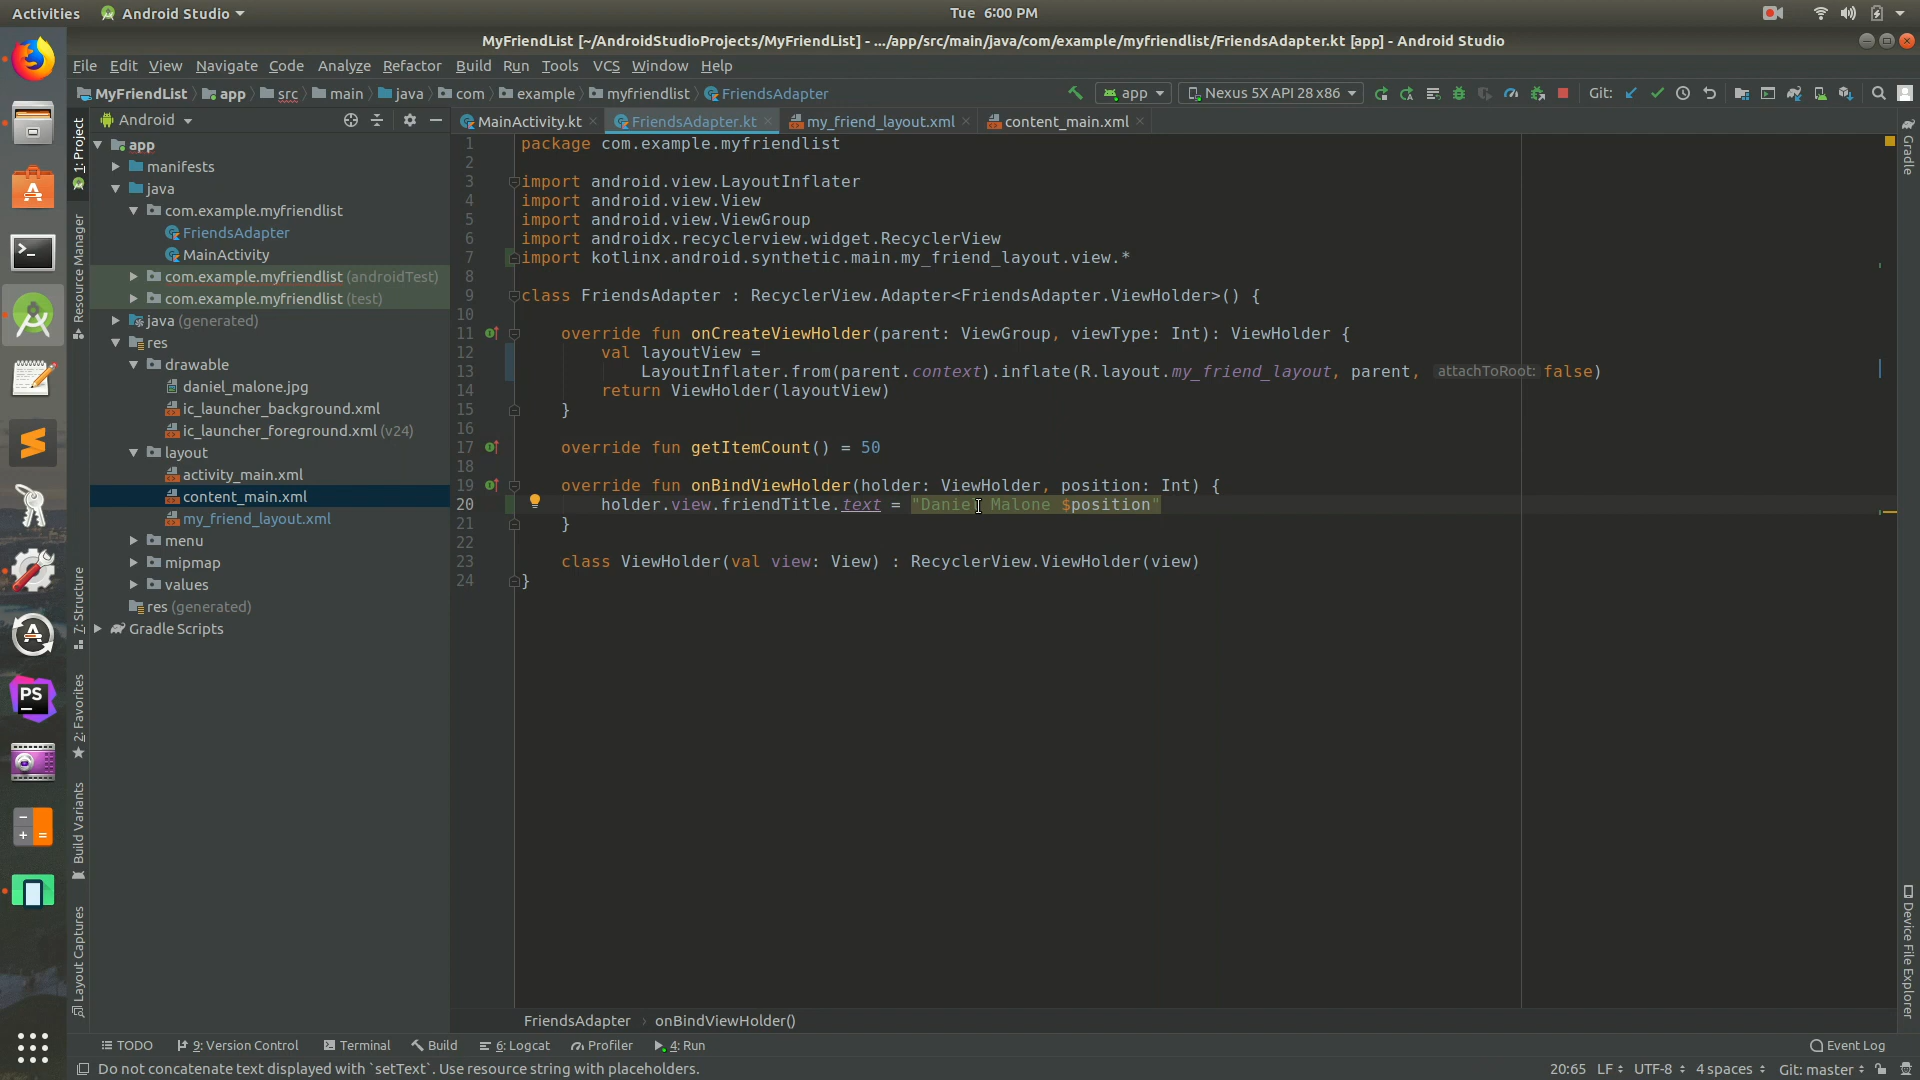 Activities Android Studio Tue 6:00 PM
MyFriendList [~/AndroidStudioProjects/MyFriendList] - .../app/src/main/java/com/example/myfriendlist/FriendsAdapter.kt [app] - Android Studio
File Edit View Navigate Code Analyze Refactor Build Run Tools VCS Window Help
MyFriendList app src main java com example myfriendlist FriendsAdapter app Nexus 5X API 28 x86 Git:
Android MainActivity.kt FriendsAdapter.kt my_friend_layout.xml content_main.xml
1: Project
Resource Manager
7: Structure
2: Favorites
Build Variants
Layout Captures
PS
app
manifests
java
com.example.myfriendlist
FriendsAdapter
MainActivity
com.example.myfriendlist (androidTest)
com.example.myfriendlist (test)
java (generated)
res
drawable
daniel_malone.jpg
ic_launcher_background.xml
ic_launcher_foreground.xml (v24)
layout
activity_main.xml
content_main.xml
my_friend_layout.xml
menu
mipmap
values
res (generated)
Gradle Scripts
1 package com.example.myfriendlist
2
3 import android.view.LayoutInflater
4 import android.view.View
5 import android.view.ViewGroup
6 import androidx.recyclerview.widget.RecyclerView
7 import kotlinx.android.synthetic.main.my_friend_layout.view.*
8
9 class FriendsAdapter : RecyclerView.Adapter<FriendsAdapter.ViewHolder>() {
10
11 override fun onCreateViewHolder(parent: ViewGroup, viewType: Int): ViewHolder {
12 val layoutView =
13 LayoutInflater.from(parent.context).inflate(R.layout.my_friend_layout, parent, attachToRoot: false)
14 return ViewHolder(layoutView)
15 }
16
17 override fun getItemCount() = 50
18
19 override fun onBindViewHolder(holder: ViewHolder, position: Int) {
20 holder.view.friendTitle.text = "Daniel Malone $position"
21 }
22
23 class ViewHolder(val view: View) : RecyclerView.ViewHolder(view)
24 }
Gradle
Device File Explorer
FriendsAdapter onBindViewHolder()
TODO 9: Version Control Terminal Build 6: Logcat Profiler 4: Run Event Log
Do not concatenate text displayed with `setText`. Use resource string with placeholders. 20:65 LF UTF-8 4 spaces Git: master